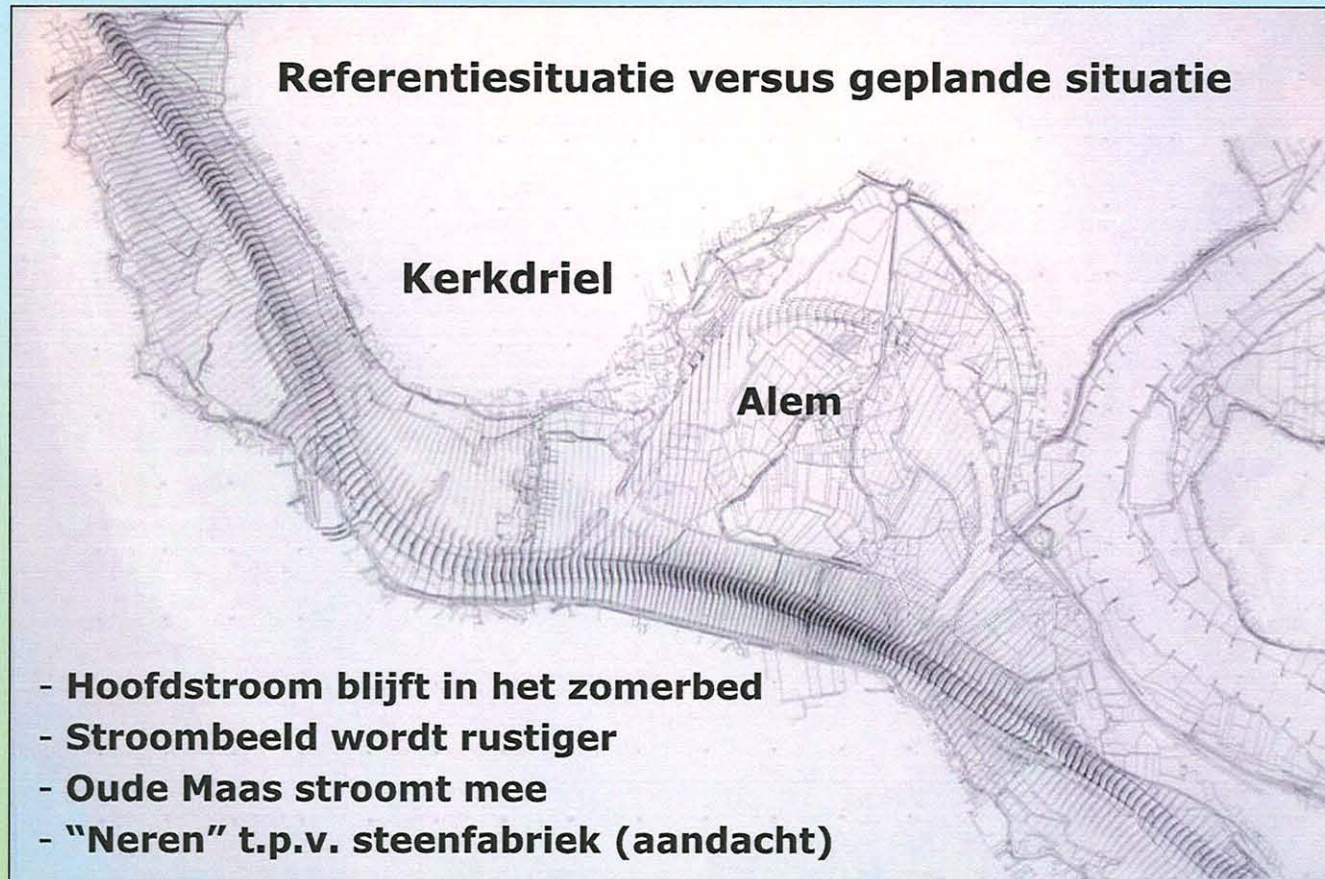 Referentiesituatie versus geplande situatie
Kerkdriel
Alem
- Hoofdstroom blijft in het zomerbed
- Stroombeeld wordt rustiger
- Oude Maas stroomt mee
- “Neren” t.p.v. steenfabriek (aandacht)